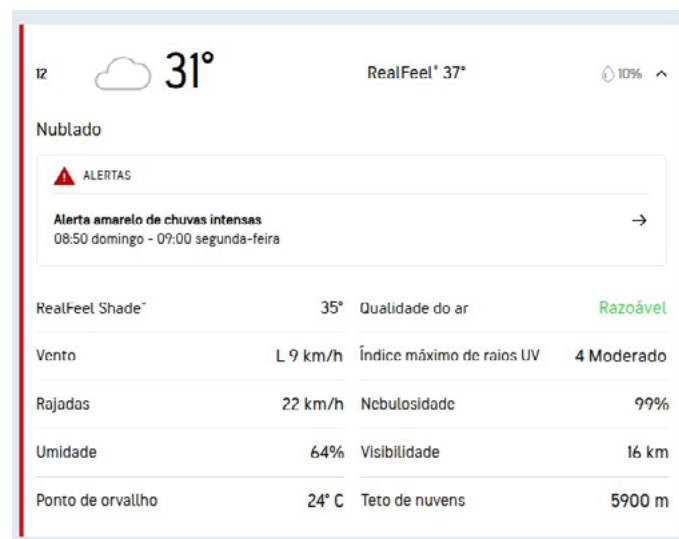 12 31° RealFeel® 37° 10%
Nublado
ALERTAS
Alerta amarelo de chuvas intensas
08:50 domingo - 09:00 segunda-feira
RealFeel Shade™ 35° Qualidade do ar Razoável
Vento L 9 km/h Índice máximo de raios UV 4 Moderado
Rajadas 22 km/h Nebulosidade 99%
Umidade 64% Visibilidade 16 km
Ponto de orvallho 24° C Teto de nuvens 5900 m